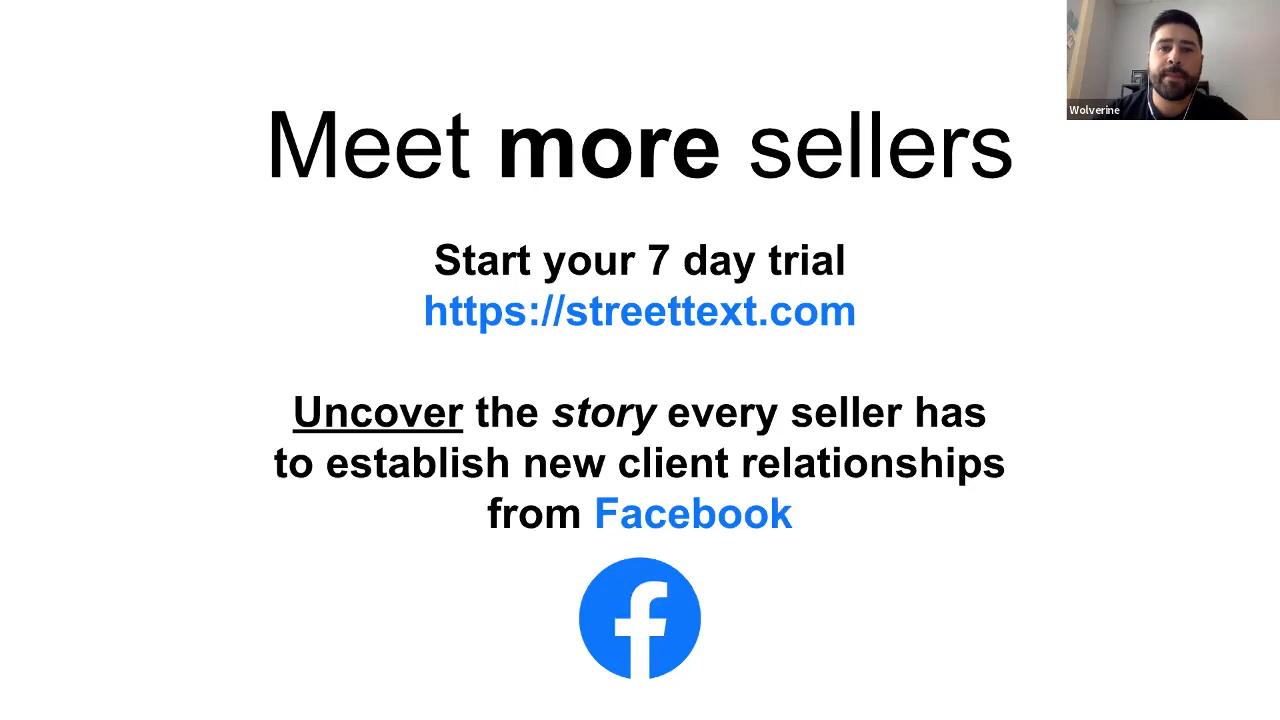 Wolverine
Meet more sellers
Start your 7 day trial
https://streettext.com
Uncover the story every seller has
to establish new client relationships
from Facebook